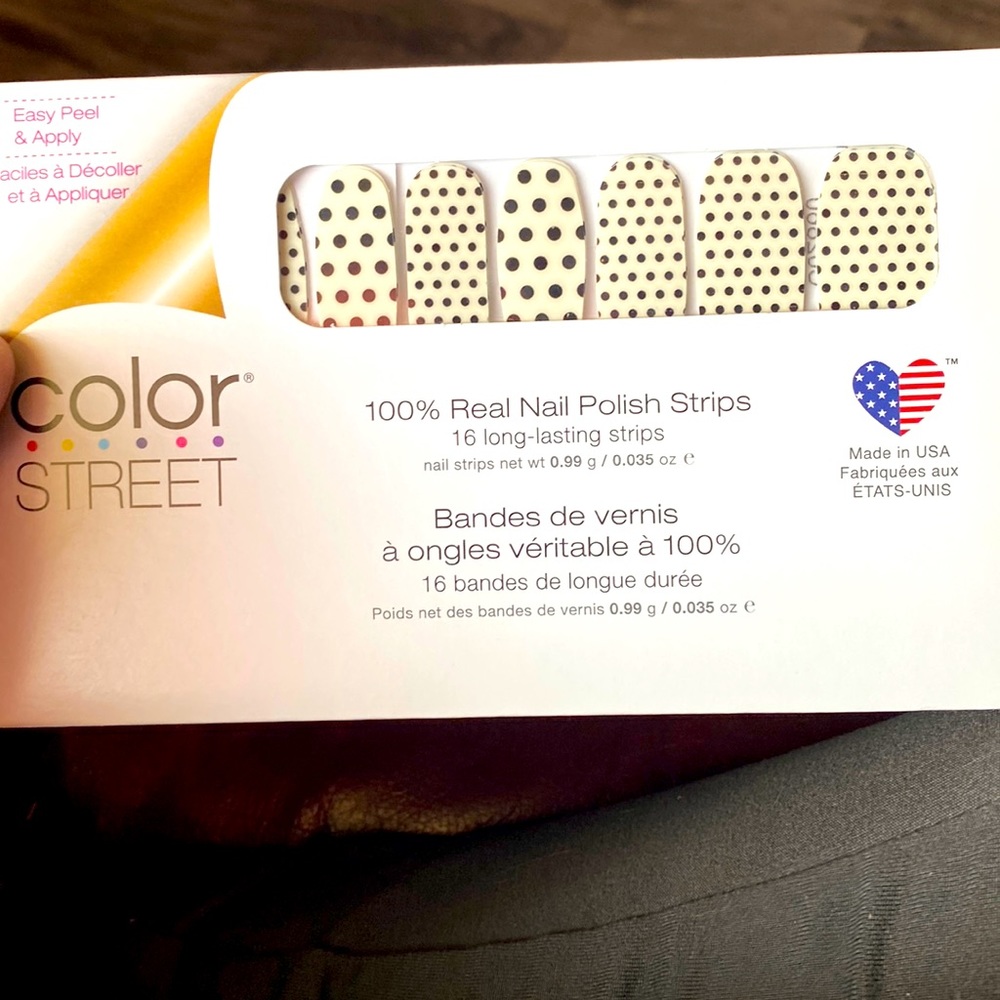 Easy Peel
& Apply
aciles à Décoller
et à Appliquer
color®
STREET
100% Real Nail Polish Strips
16 long-lasting strips
nail strips net wt 0.99 g / 0.035 oz ℮
Bandes de vernis
à ongles véritable à 100%
16 bandes de longue durée
Poids net des bandes de vernis 0.99 g / 0.035 oz ℮
™
Made in USA
Fabriquées aux
ÉTATS-UNIS